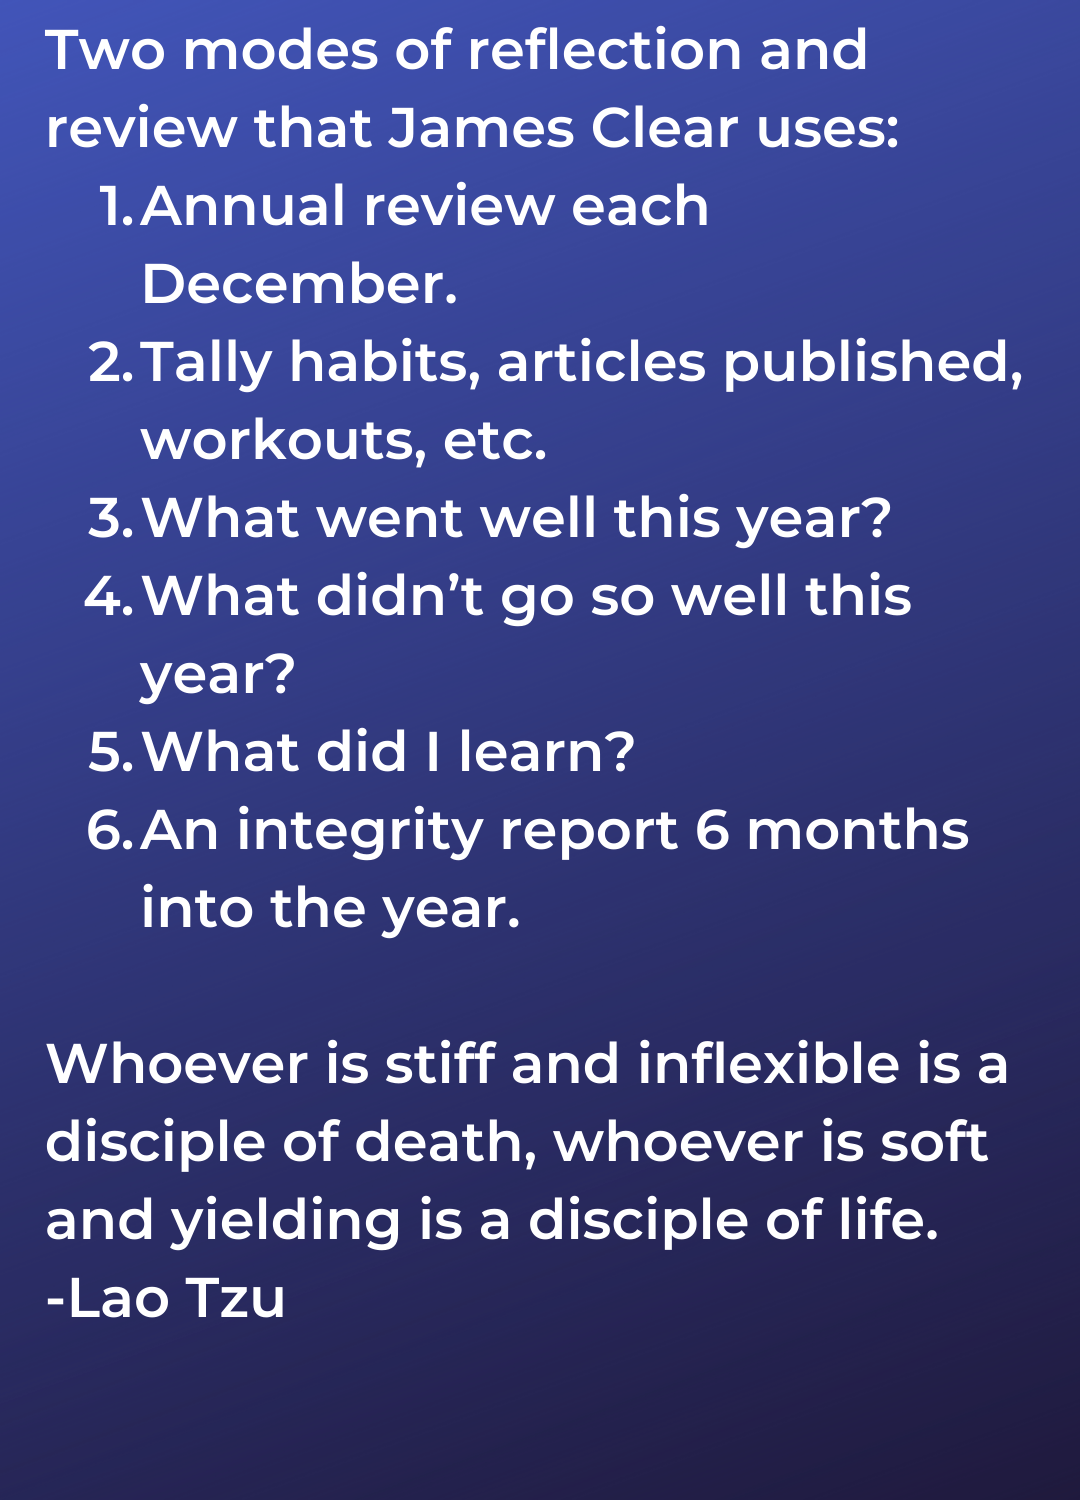 Two modes of reflection and
review that James Clear uses:
1. Annual review each
December.
2. Tally habits, articles published,
workouts, etc.
3. What went well this year?
4. What didn’t go so well this
year?
5. What did I learn?
6. An integrity report 6 months
into the year.
Whoever is stiff and inflexible is a
disciple of death, whoever is soft
and yielding is a disciple of life.
-Lao Tzu